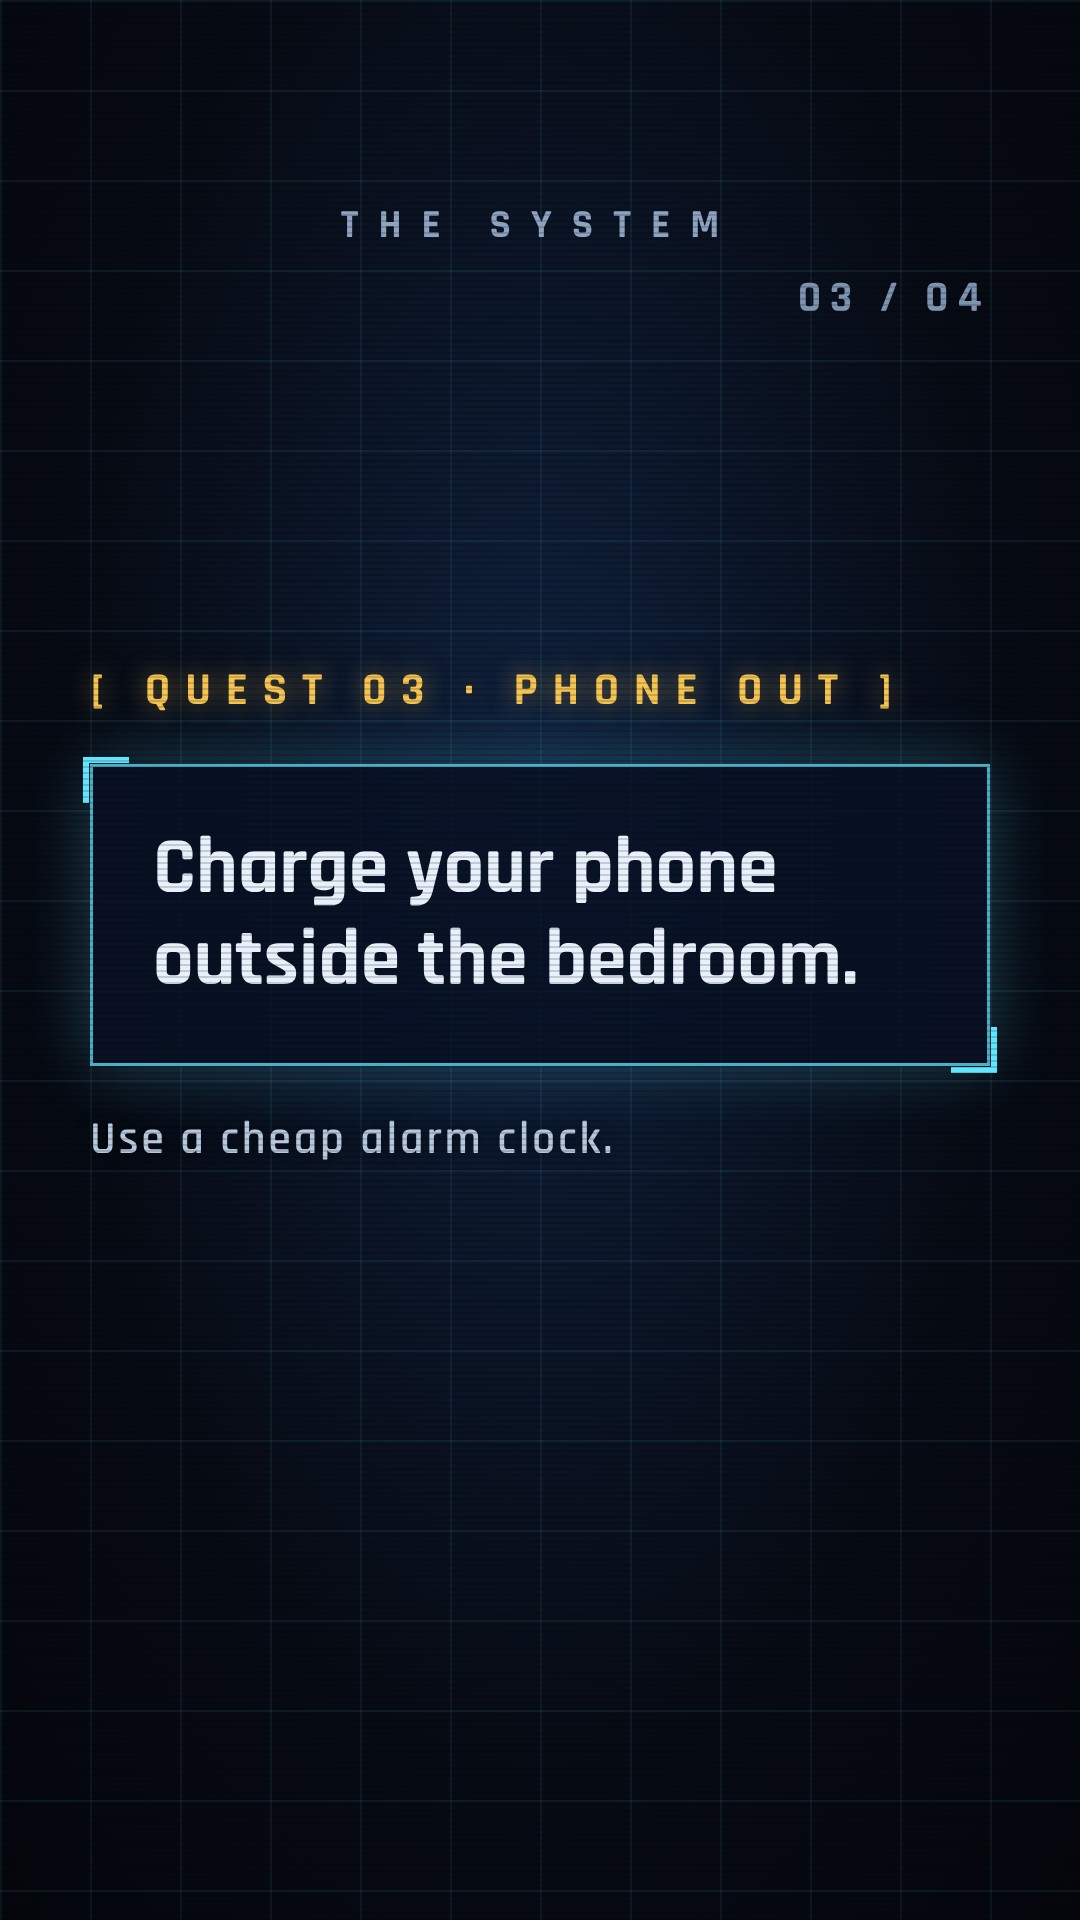 THE SYSTEM
03 / 04
[ QUEST 03 · PHONE OUT ]
Charge your phone
outside the bedroom.
Use a cheap alarm clock.